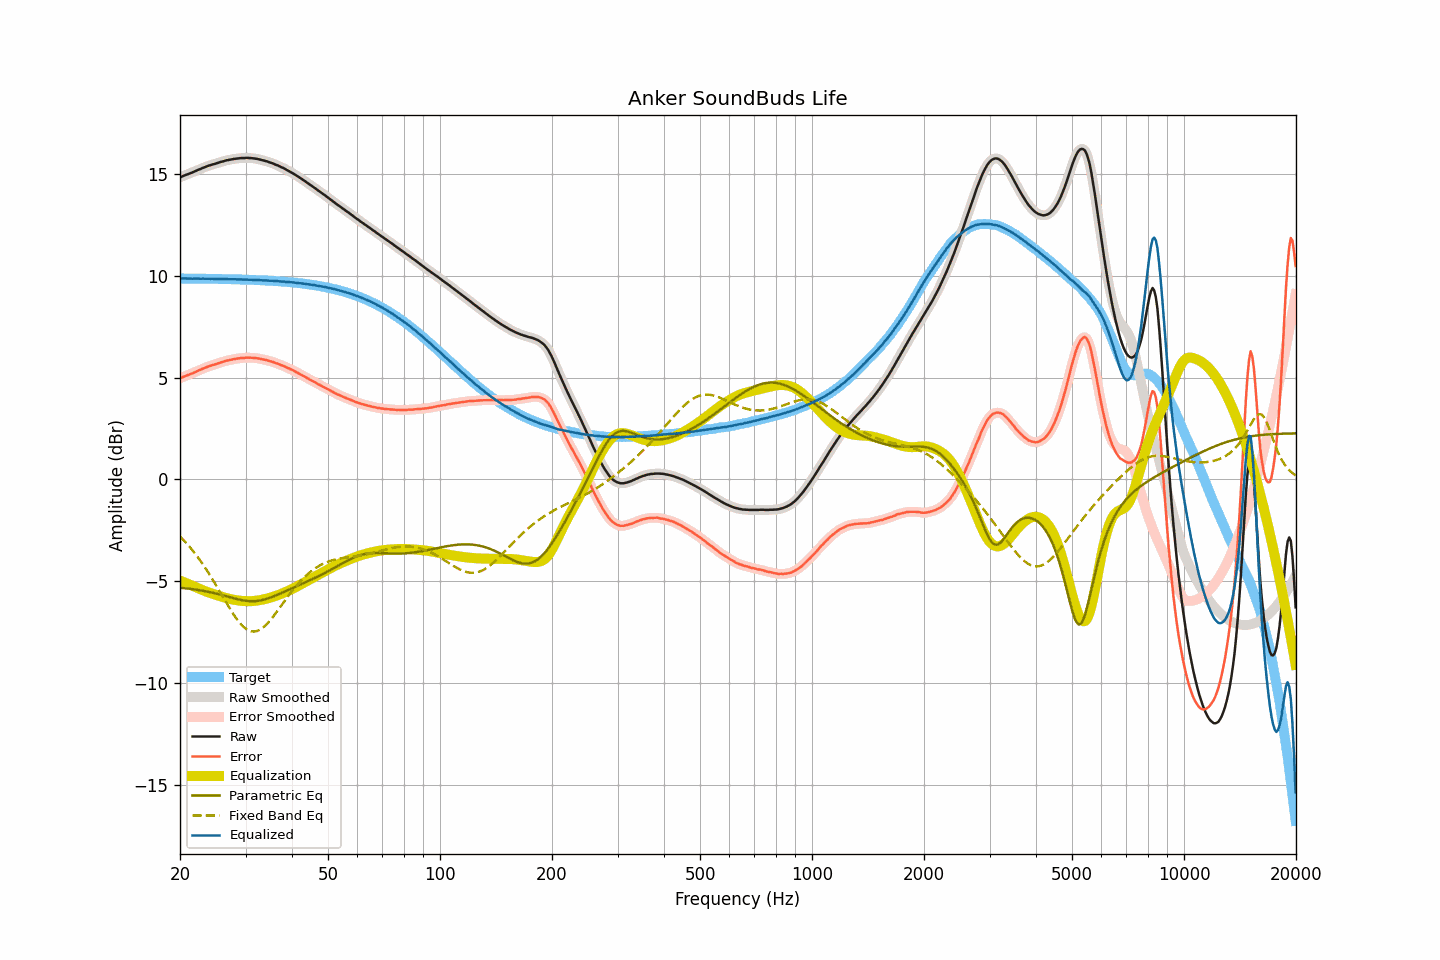 Anker SoundBuds Life
Amplitude (dBr)
15
10
5
0
−5
−10
−15
Target
Raw Smoothed
Error Smoothed
Raw
Error
Equalization
Parametric Eq
Fixed Band Eq
Equalized
20 50 100 200 500 1000 2000 5000 10000 20000
Frequency (Hz)